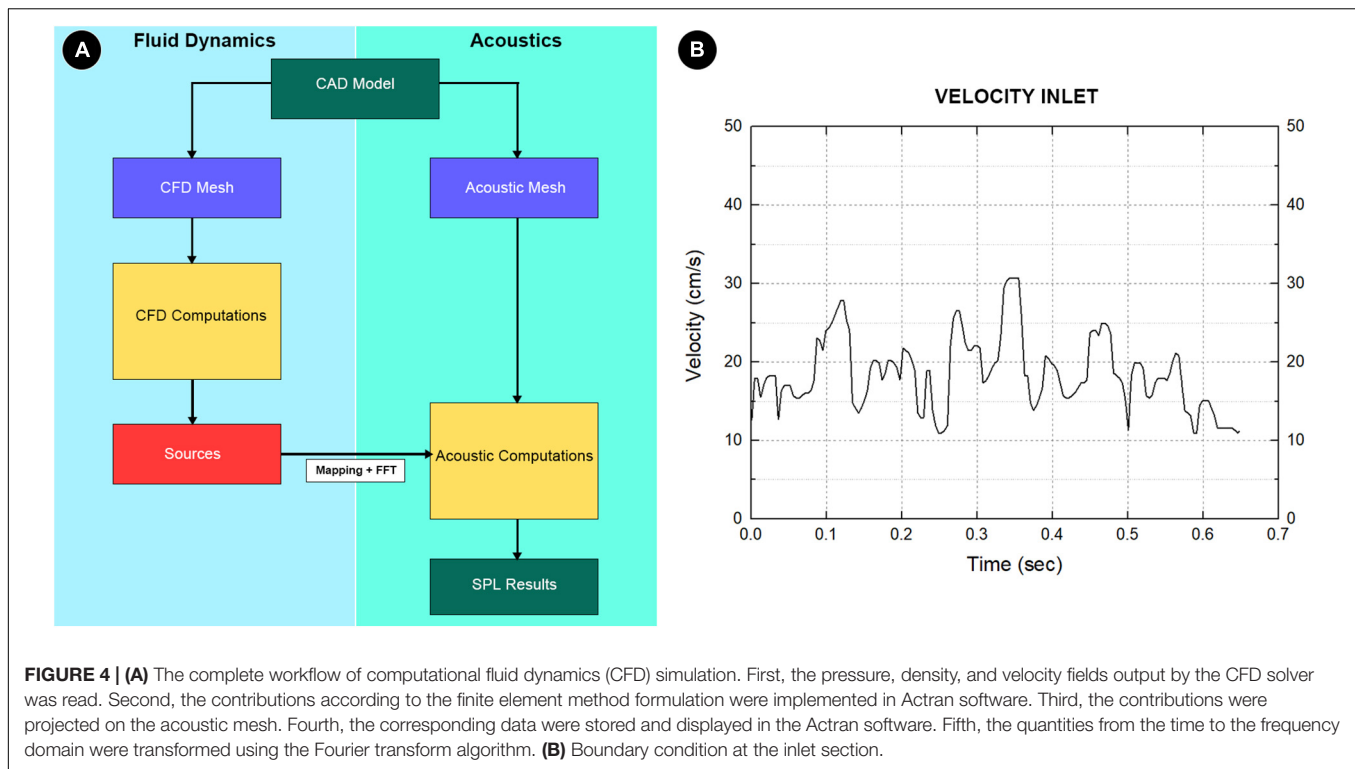 A
Fluid Dynamics
Acoustics
CAD Model
CFD Mesh
Acoustic Mesh
CFD Computations
Sources
Mapping + FFT
Acoustic Computations
SPL Results
B
VELOCITY INLET
50
40
30
20
10
0
50
40
30
20
10
0
Velocity (cm/s)
0.0 0.1 0.2 0.3 0.4 0.5 0.6 0.7
Time (sec)
FIGURE 4 | (A) The complete workflow of computational fluid dynamics (CFD) simulation. First, the pressure, density, and velocity fields output by the CFD solver
was read. Second, the contributions according to the finite element method formulation were implemented in Actran software. Third, the contributions were
projected on the acoustic mesh. Fourth, the corresponding data were stored and displayed in the Actran software. Fifth, the quantities from the time to the frequency
domain were transformed using the Fourier transform algorithm. (B) Boundary condition at the inlet section.